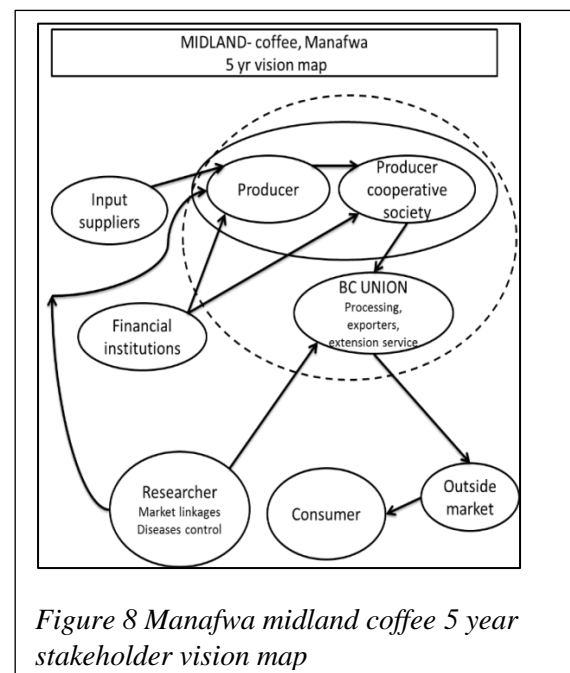 MIDLAND- coffee, Manafwa
5 yr vision map
Producer
Producer
cooperative
society
Input
suppliers
BC UNION
Processing,
exporters,
extension service
Financial
institutions
Researcher
Market linkages
Diseases control
Consumer
Outside
market
Figure 8 Manafwa midland coffee 5 year
stakeholder vision map